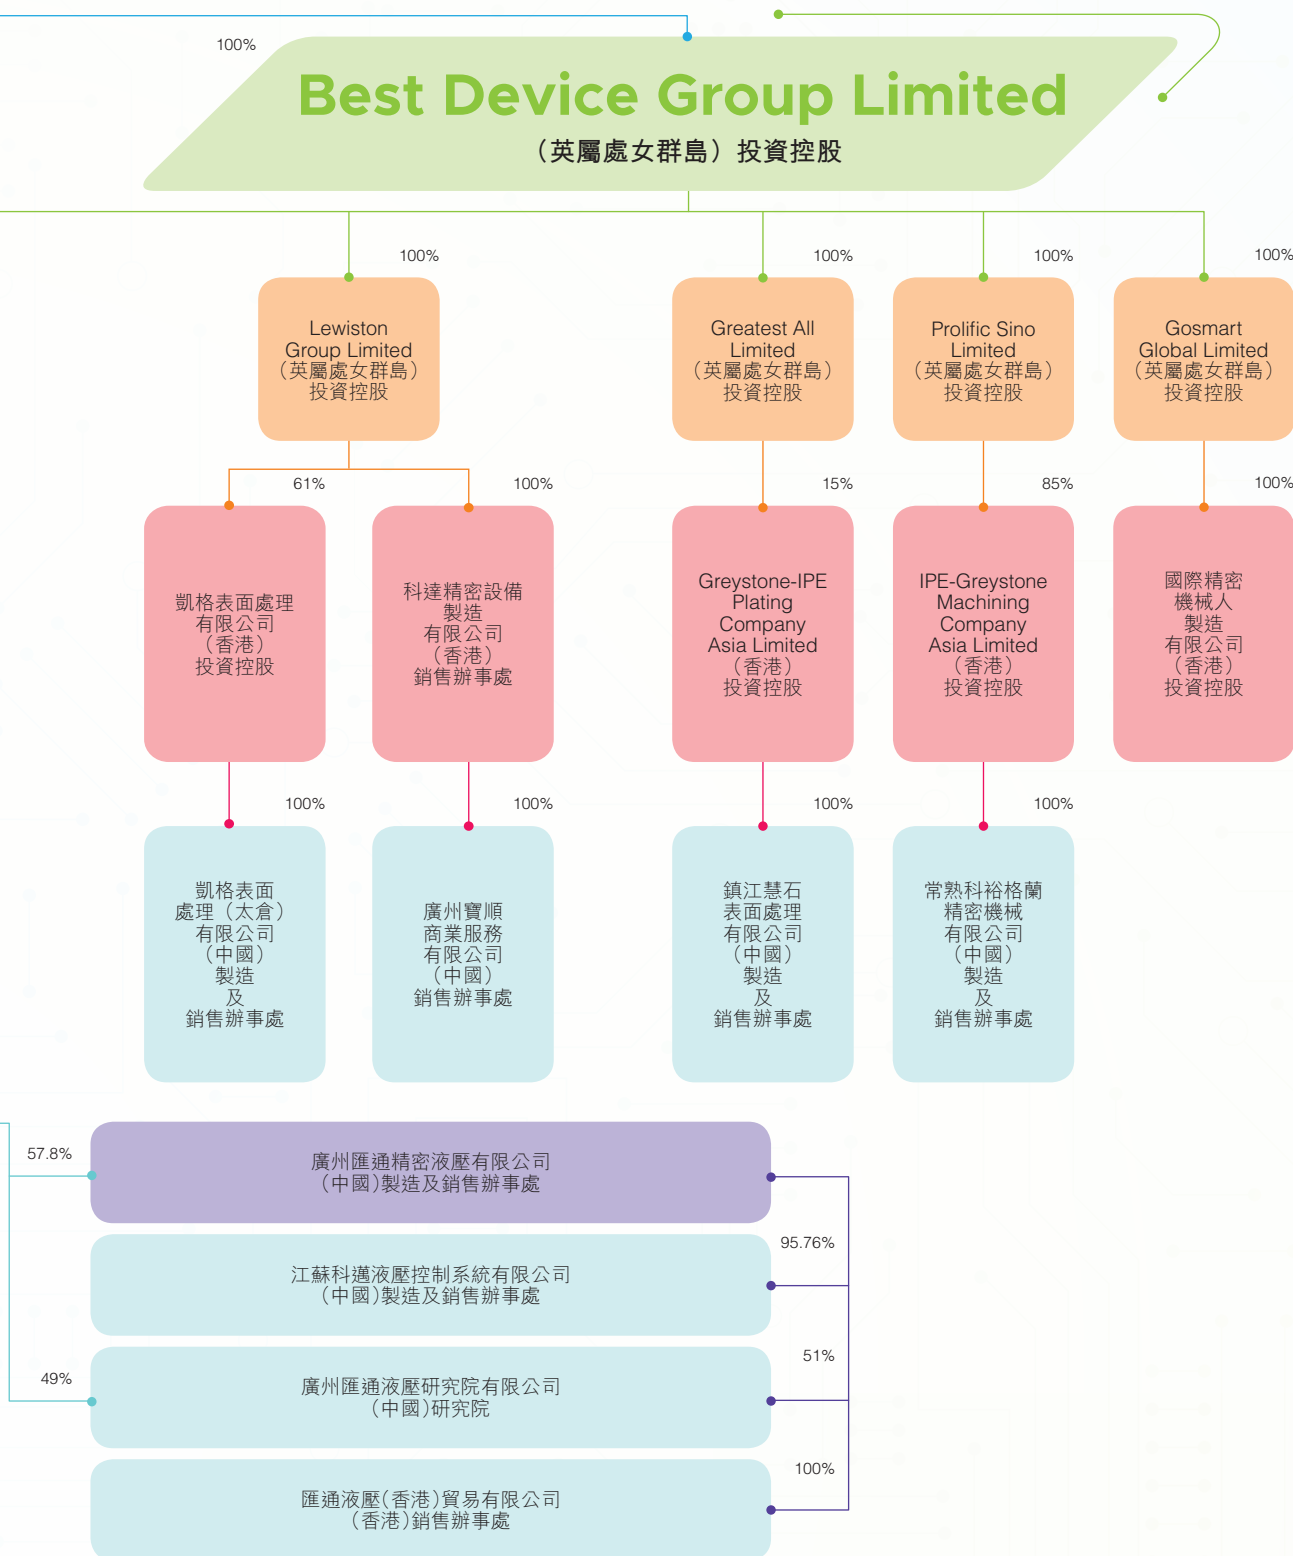 100%
Best Device Group Limited
（英屬處女群島）投資控股
100%
100%
100%
100%
Lewiston
Group Limited
（英屬處女群島）
投資控股
Greatest All
Limited
（英屬處女群島）
投資控股
Prolific Sino
Limited
（英屬處女群島）
投資控股
Gosmart
Global Limited
（英屬處女群島）
投資控股
61%
100%
15%
85%
100%
凱格表面處理
有限公司
（香港）
投資控股
科達精密設備
製造
有限公司
（香港）
銷售辦事處
Greystone-IPE
Plating
Company
Asia Limited
（香港）
投資控股
IPE-Greystone
Machining
Company
Asia Limited
（香港）
投資控股
國際精密
機械人
製造
有限公司
（香港）
投資控股
100%
100%
100%
100%
凱格表面
處理（太倉）
有限公司
（中國）
製造
及
銷售辦事處
廣州寶順
商業服務
有限公司
（中國）
銷售辦事處
鎮江慧石
表面處理
有限公司
（中國）
製造
及
銷售辦事處
常熟科裕格蘭
精密機械
有限公司
（中國）
製造
及
銷售辦事處
57.8%
廣州匯通精密液壓有限公司
（中國）製造及銷售辦事處
95.76%
江蘇科邁液壓控制系統有限公司
（中國）製造及銷售辦事處
51%
49%
廣州匯通液壓研究院有限公司
（中國）研究院
100%
匯通液壓（香港）貿易有限公司
（香港）銷售辦事處